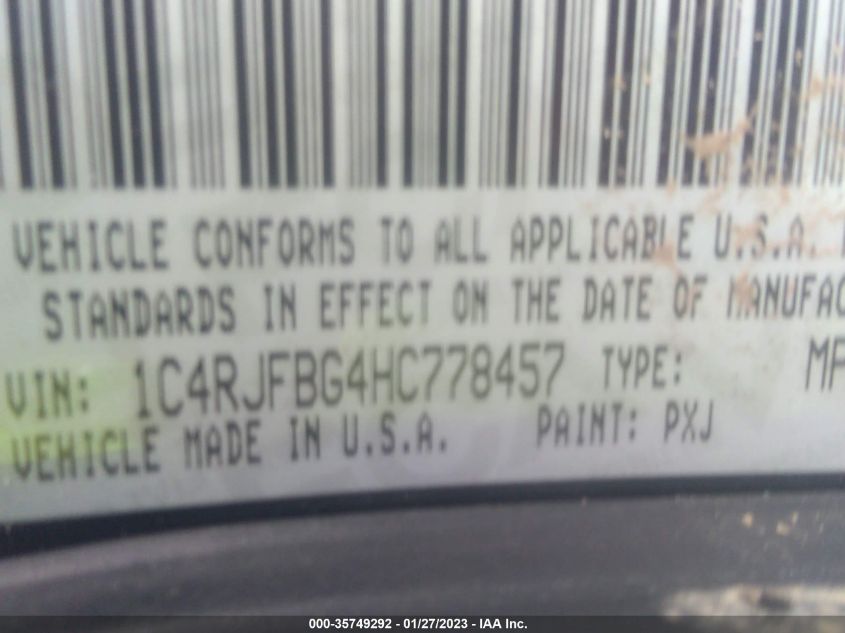 VEHICLE CONFORMS TO ALL APPLICABLE U.S.A.
STANDARDS IN EFFECT ON THE DATE OF MANUFAC
VIN: 1C4RJFBG4HC778457 TYPE: MP
VEHICLE MADE IN U.S.A. PAINT: PXJ
000-35749292 - 01/27/2023 - IAA Inc.